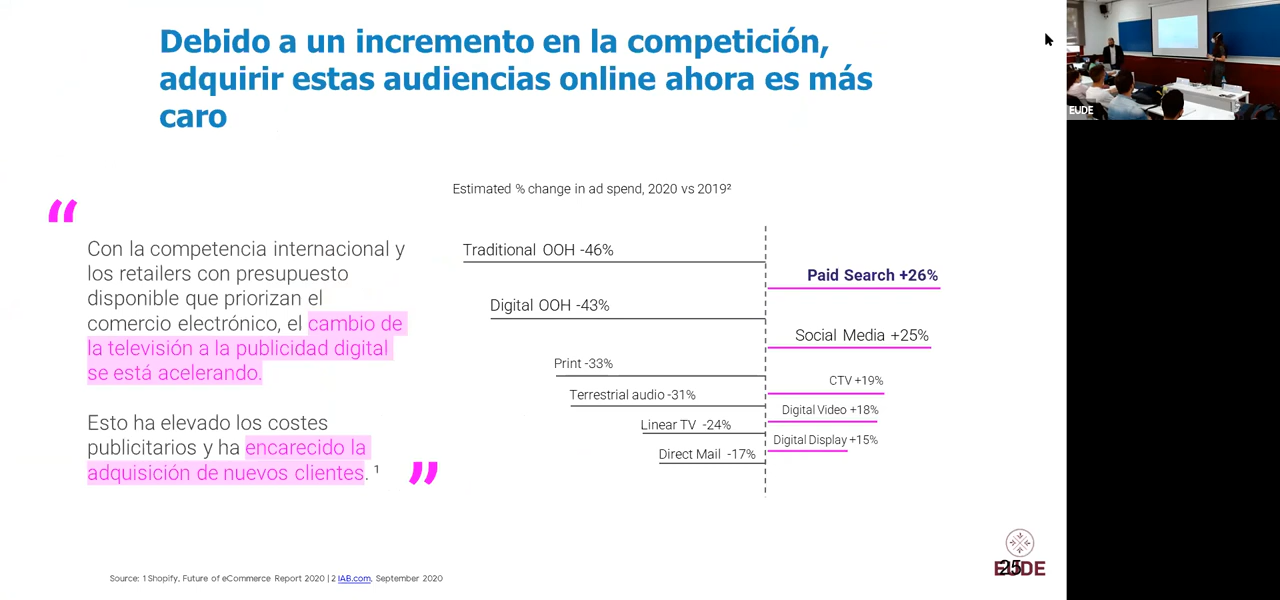 Debido a un incremento en la competición,
adquirir estas audiencias online ahora es más
caro
EUDE
Estimated % change in ad spend, 2020 vs 2019²
“
Con la competencia internacional y
los retailers con presupuesto
disponible que priorizan el
comercio electrónico, el cambio de
la televisión a la publicidad digital
se está acelerando.
Esto ha elevado los costes
publicitarios y ha encarecido la
adquisición de nuevos clientes. ¹
”
Traditional OOH -46%
Paid Search +26%
Digital OOH -43%
Social Media +25%
Print -33%
CTV +19%
Terrestrial audio -31%
Digital Video +18%
Linear TV -24%
Digital Display +15%
Direct Mail -17%
EUDE
25
Source: 1 Shopify, Future of eCommerce Report 2020 | 2 IAB.com, September 2020